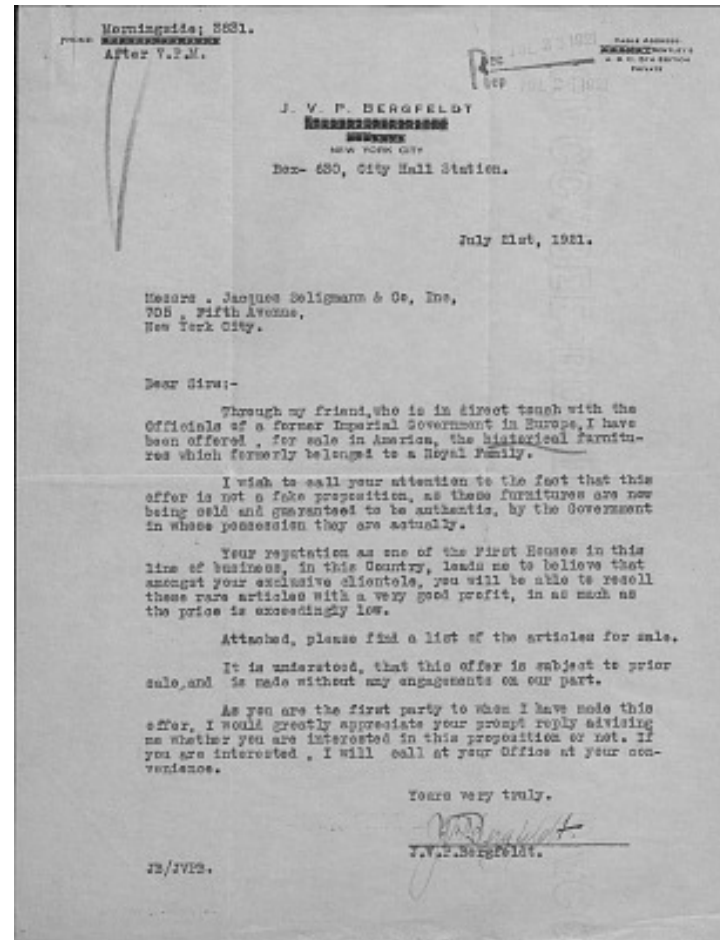 Morningside; 3831.
PHONE
After 7.P.M.
REC
CABLE ADDRESS
BENTLEY'S
A. B. C. 5TH EDITION
PRIVATE
J. V. P. BERGFELDT
NEW YORK CITY
Box- 630, City Hall Station.
July 21st, 1921.
Messrs . Jacques Seligmann & Co, Inc,
705 , Fifth Avenue,
New York City.
Dear Sirs;-
Through my friend,who is in direct touch with the
Officials of a former Imperial Government in Europe,I have
been offered , for sale in America, the historical furnitu-
res which formerly belonged to a Royal Family.
I wish to call your attention to the fact that this
offer is not a fake proposition, as these furnitures are now
being sold and guaranteed to be authentic, by the Government
in whose possession they are actually.
Your reputation as one of the First Houses in this
line of business, in this Country, leads me to believe that
amongst your exclusive clientele, you will be able to resell
these rare articles with a very good profit, in as much as
the price is exceedingly low.
Attached, please find a list of the articles for sale.
It is understood, that this offer is subject to prior
sale,and is made without any engagements on our part.
As you are the first party to whom I have made this
offer, I would greatly appreciate your prompt reply advising
me whether you are interested in this proposition or not. If
you are interested , I will call at your Office at your con-
venience.
Yours very truly.
J.V.P.Bergfeldt.
JB/JVPB.